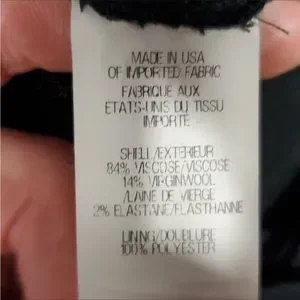 MADE IN USA
OF IMPORTED FABRIC
FABRIQUE AUX
ETATS-UNIS DU TISSU
IMPORTE
SHELL/EXTERIEUR
84% VISCOSE/VISCOSE
14% VIRGINWOOL
/LAINE DE VIERGE
2% ELASTANE/ELASTHANNE
LINING/DOUBLURE
100% POLYESTER